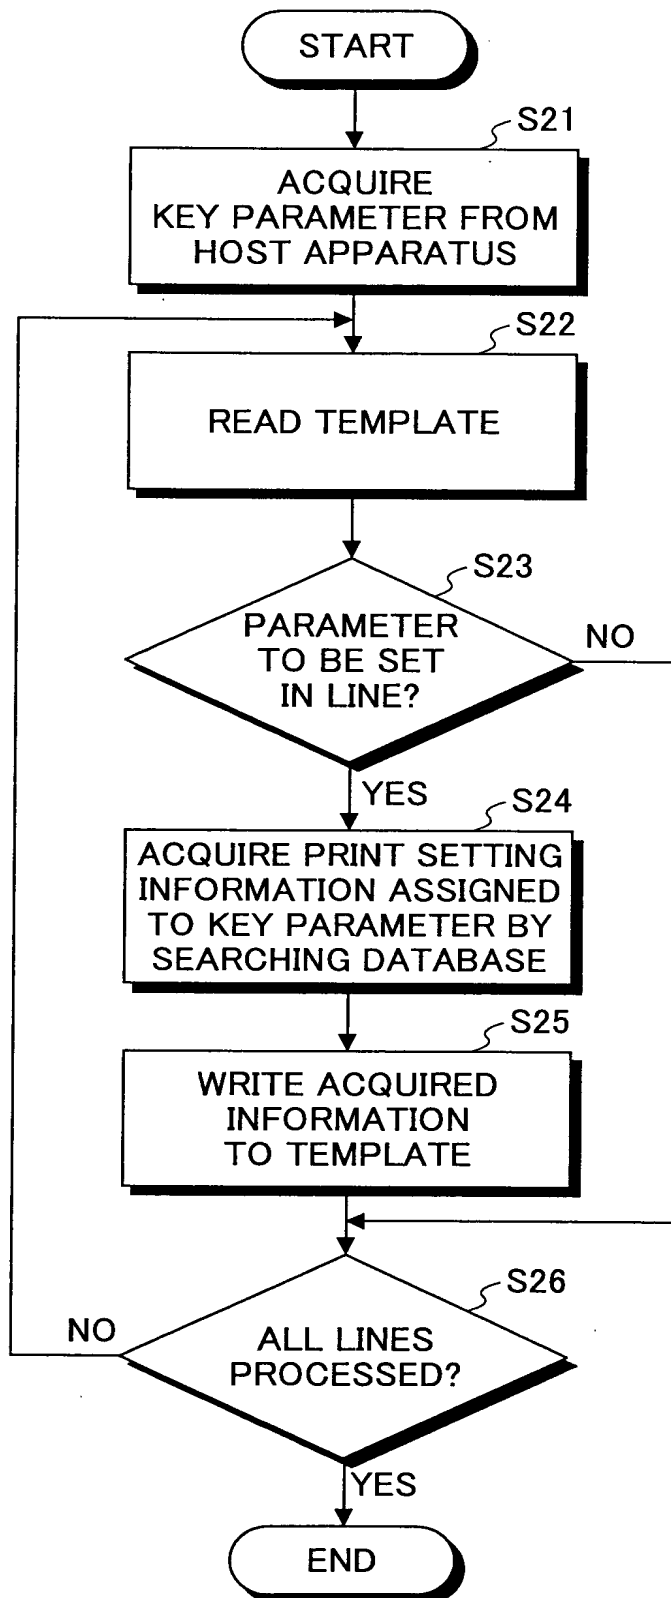 START
S21
ACQUIRE
KEY PARAMETER FROM
HOST APPARATUS
S22
READ TEMPLATE
S23
PARAMETER
TO BE SET
IN LINE?
NO
YES
S24
ACQUIRE PRINT SETTING
INFORMATION ASSIGNED
TO KEY PARAMETER BY
SEARCHING DATABASE
S25
WRITE ACQUIRED
INFORMATION
TO TEMPLATE
S26
NO
ALL LINES
PROCESSED?
YES
END